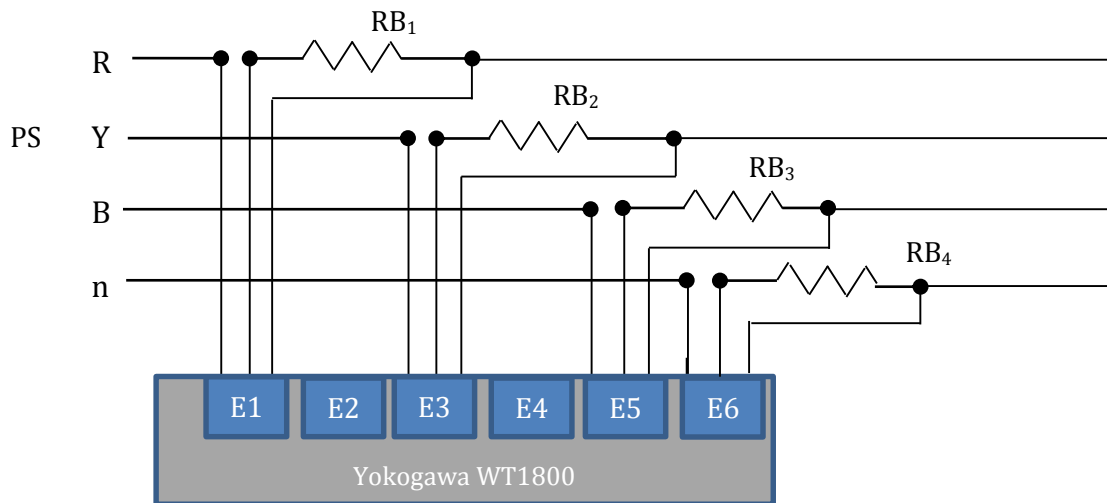 RB₁
R
RB₂
PS Y
RB₃
B
RB₄
n
E1 E2 E3 E4 E5 E6
Yokogawa WT1800